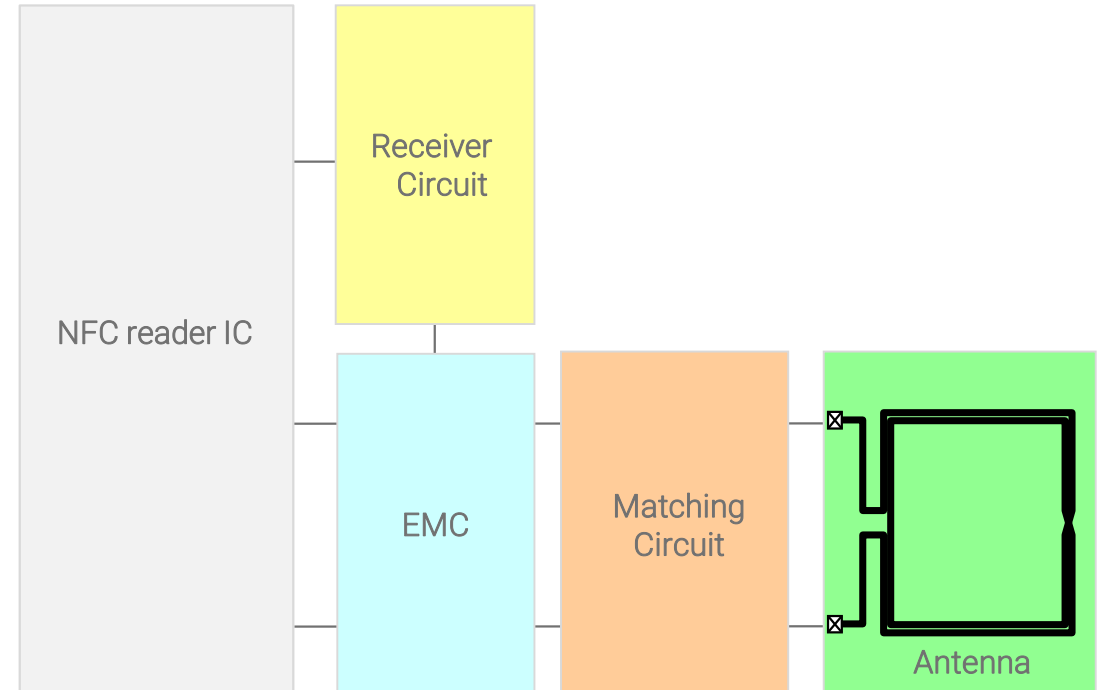 Receiver
Circuit
NFC reader IC
EMC
Matching
Circuit
Antenna